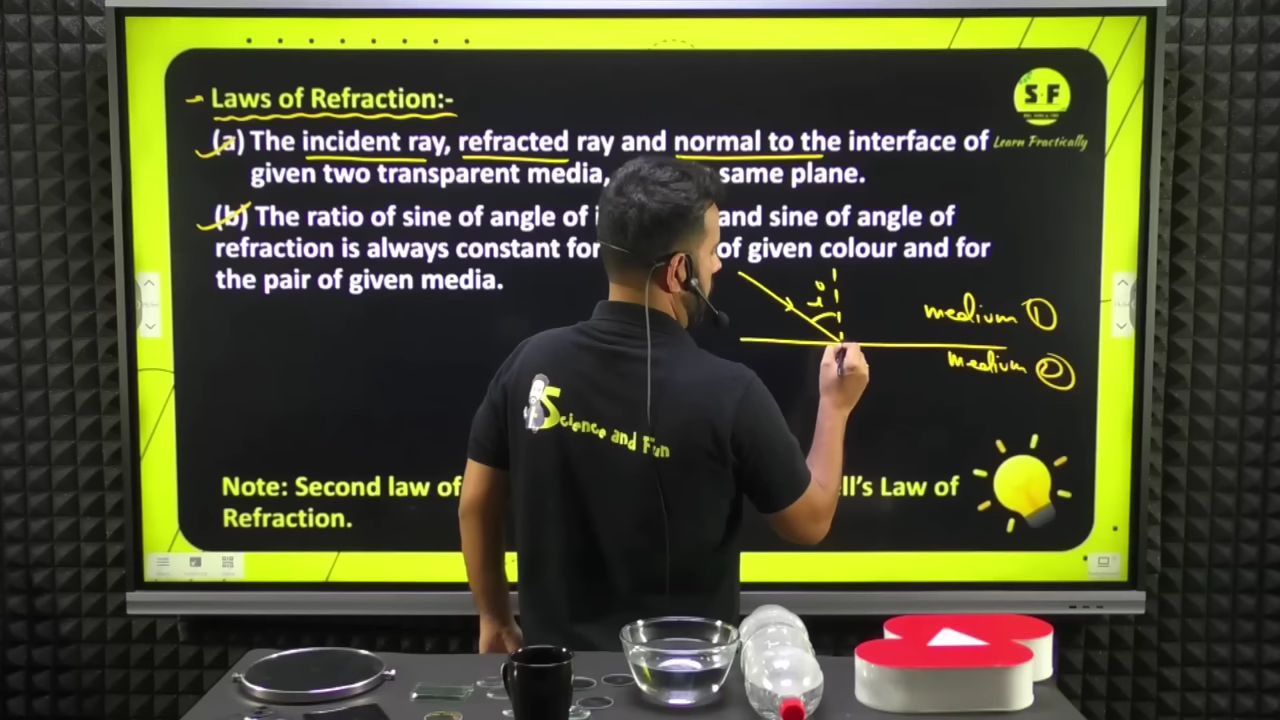 Laws of Refraction:-
(a) The incident ray, refracted ray and normal to the interface of
given two transparent media, same plane.
(b) The ratio of sine of angle of and sine of angle of
refraction is always constant for of given colour and for
the pair of given media.
i°
medium ①
medium ②
Note: Second law of Law of
Refraction.
S F
Learn Practically
Science and Fun